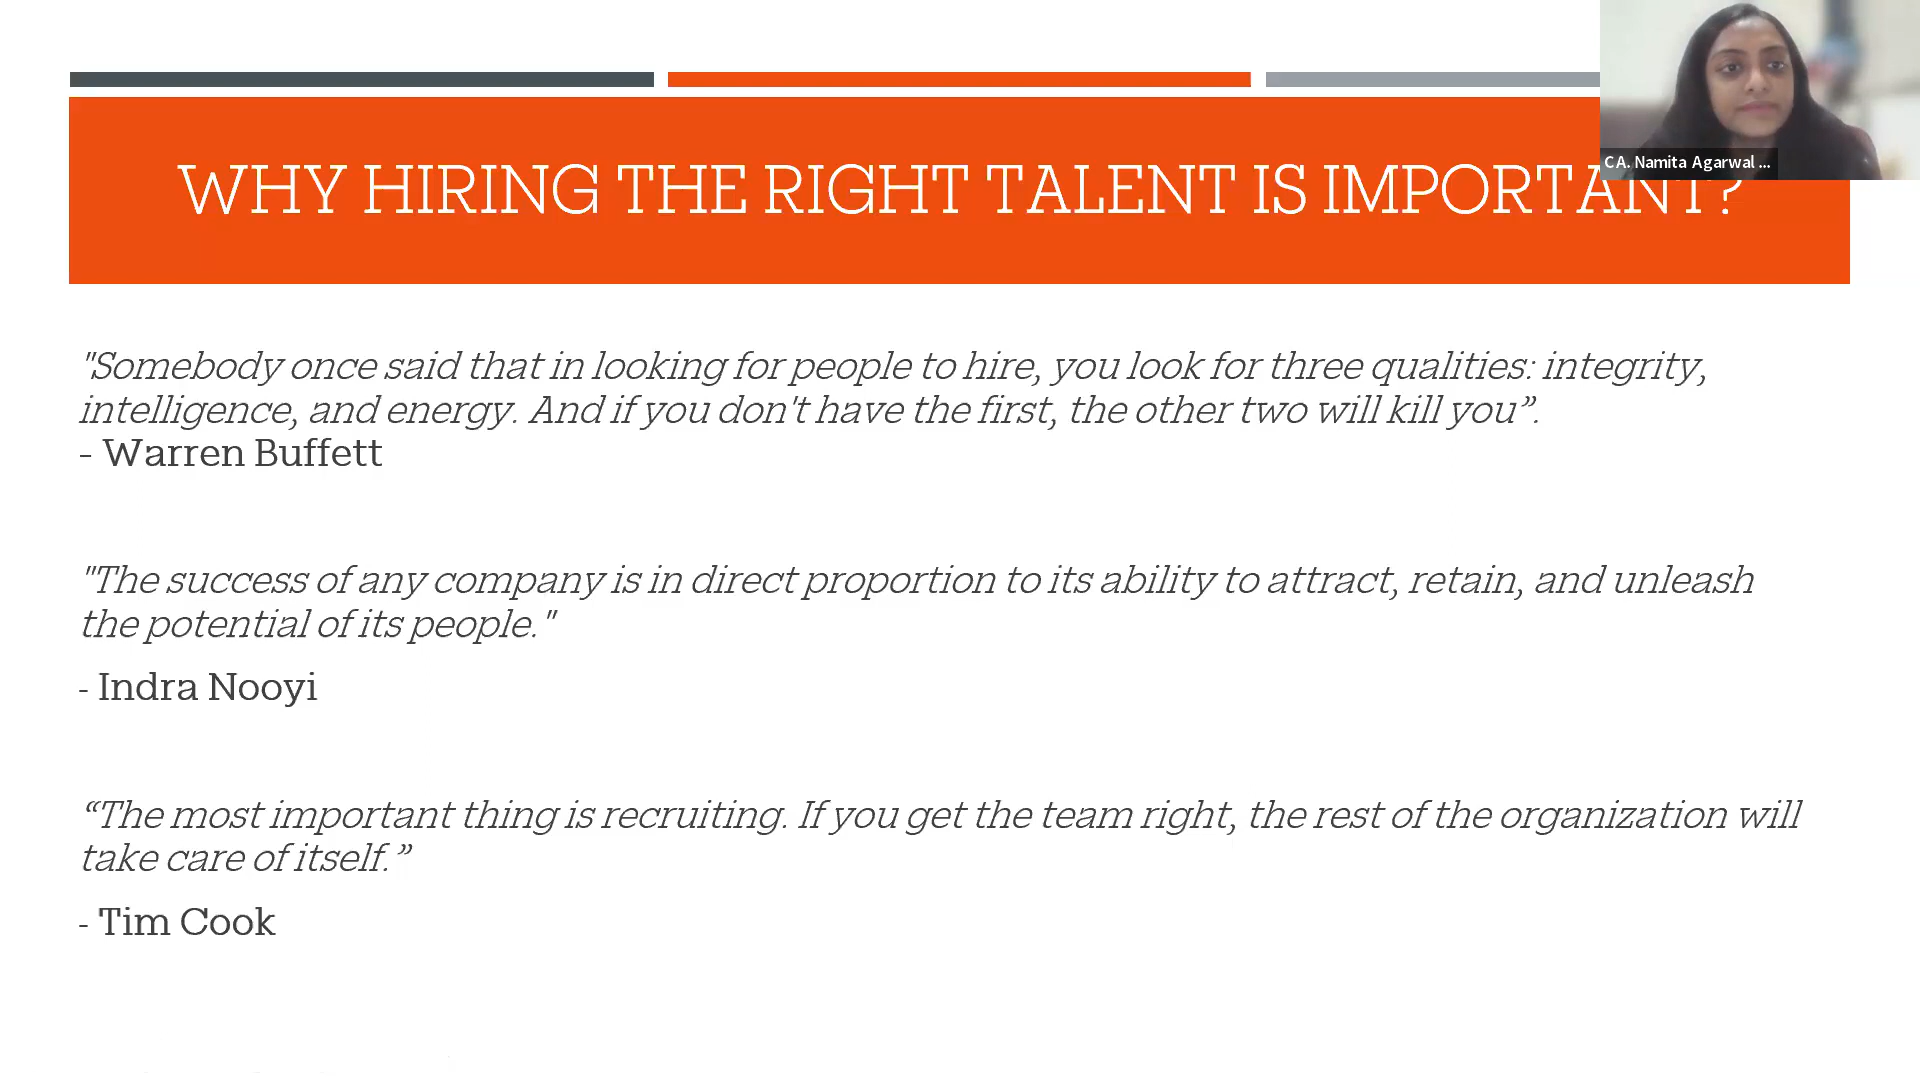 CA. Namita Agarwal ...
WHY HIRING THE RIGHT TALENT IS IMPORTANT?
"Somebody once said that in looking for people to hire, you look for three qualities: integrity,
intelligence, and energy. And if you don't have the first, the other two will kill you”.
- Warren Buffett
"The success of any company is in direct proportion to its ability to attract, retain, and unleash
the potential of its people."
- Indra Nooyi
“The most important thing is recruiting. If you get the team right, the rest of the organization will
take care of itself.”
- Tim Cook